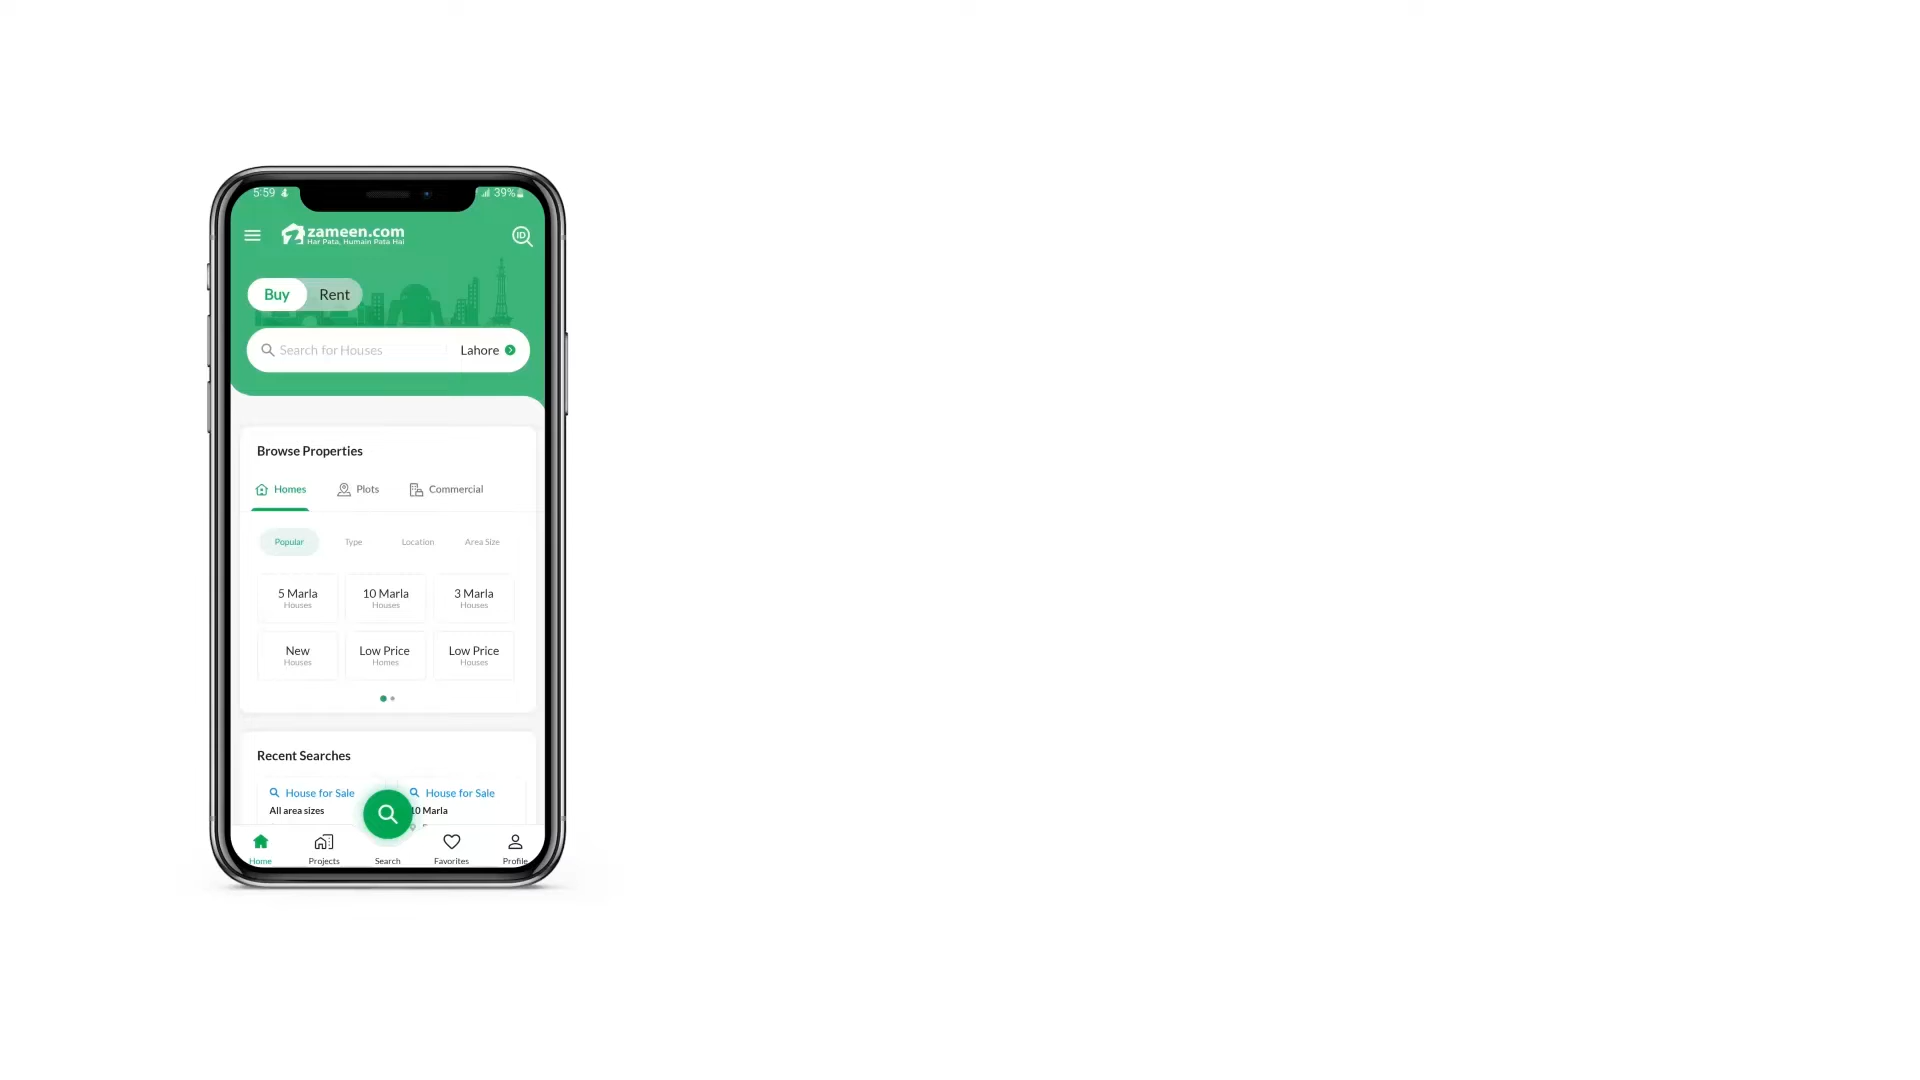 5:59 39%
zameen.com
Har Pata, Humain Pata Hai
ID
Buy Rent
Search for Houses Lahore
Browse Properties
Homes Plots Commercial
Popular Type Location Area Size
5 Marla 10 Marla 3 Marla
Houses Houses Houses
New Low Price Low Price
Houses Homes Houses
Recent Searches
House for Sale House for Sale
All area sizes 10 Marla
Home Projects Search Favorites Profile